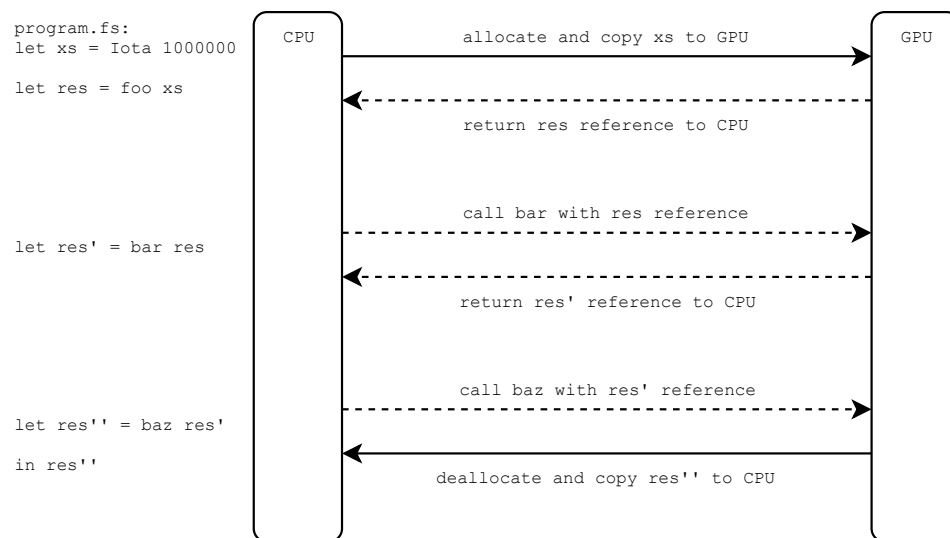 program.fs:
let xs = Iota 1000000
let res = foo xs
let res' = bar res
let res'' = baz res'
in res''
CPU
allocate and copy xs to GPU
return res reference to CPU
call bar with res reference
return res' reference to CPU
call baz with res' reference
deallocate and copy res'' to CPU
GPU